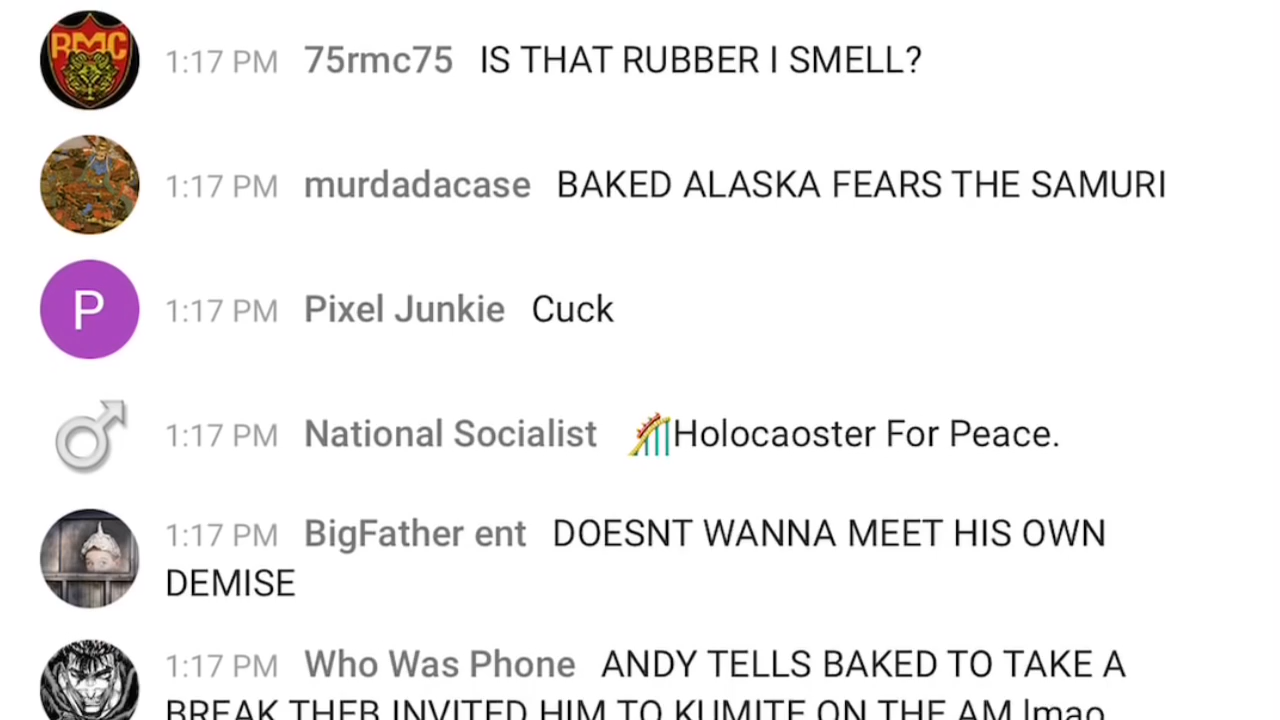 RMC
1:17 PM 75rmc75 IS THAT RUBBER I SMELL?
1:17 PM murdadacase BAKED ALASKA FEARS THE SAMURI
P
1:17 PM Pixel Junkie Cuck
1:17 PM National Socialist 🎢Holocaoster For Peace.
1:17 PM BigFather ent DOESNT WANNA MEET HIS OWN
DEMISE
1:17 PM Who Was Phone ANDY TELLS BAKED TO TAKE A
BREAK THEB INVITED HIM TO KUMITE ON THE AM lmao